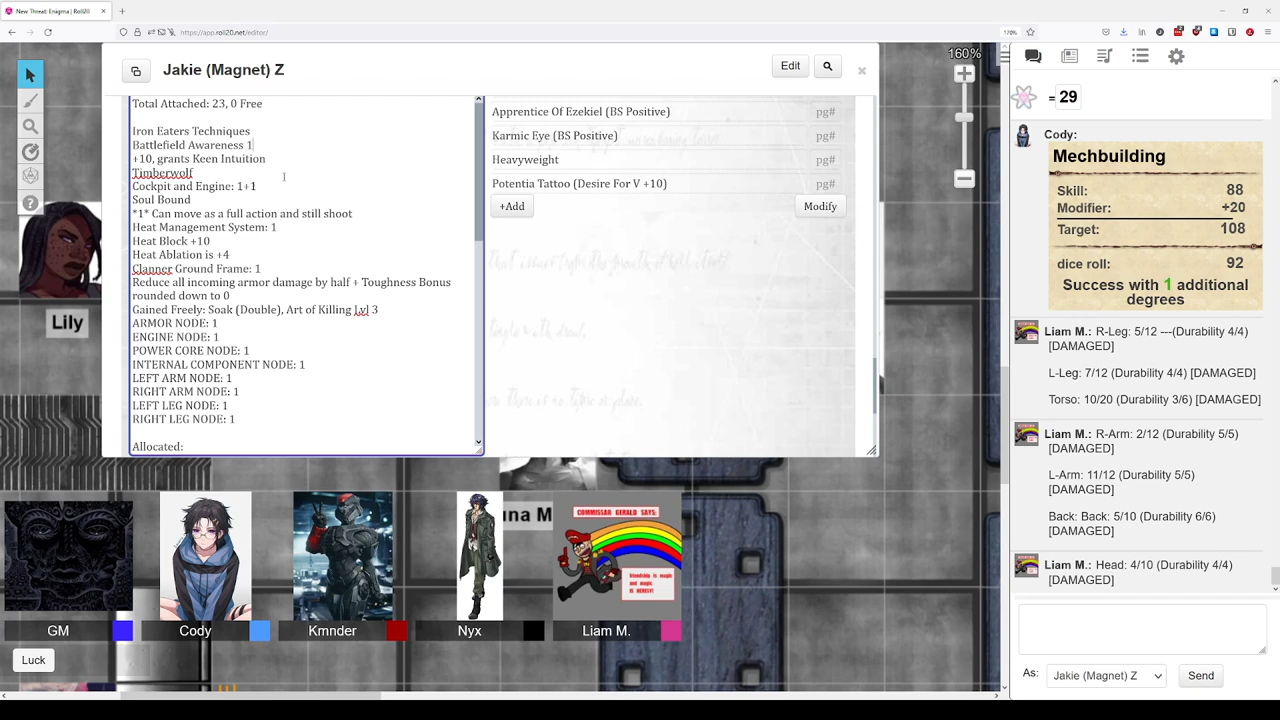 New Threat: Enigma | Roll20
https://app.roll20.net/editor/
170%
Jakie (Magnet) Z
Edit
160%
Total Attached: 23, 0 Free
Iron Eaters Techniques
Battlefield Awareness 1
+10, grants Keen Intuition
Timberwolf
Cockpit and Engine: 1+1
Soul Bound
*1* Can move as a full action and still shoot
Heat Management System: 1
Heat Block +10
Heat Ablation is +4
Clanner Ground Frame: 1
Reduce all incoming armor damage by half + Toughness Bonus
rounded down to 0
Gained Freely: Soak (Double), Art of Killing Lvl 3
ARMOR NODE: 1
ENGINE NODE: 1
POWER CORE NODE: 1
INTERNAL COMPONENT NODE: 1
LEFT ARM NODE: 1
RIGHT ARM NODE: 1
LEFT LEG NODE: 1
RIGHT LEG NODE: 1
Allocated:
Apprentice Of Ezekiel (BS Positive) pg#
Karmic Eye (BS Positive) pg#
Heavyweight pg#
Potentia Tattoo (Desire For V +10) pg#
+Add
Modify
Lily
una M
COMMISSAR GERALD SAYS:
friendship is magic
and magic
IS HERESY!
GM
Cody
Kmnder
Nyx
Liam M.
Luck
= 29
Cody:
Mechbuilding
Skill: 88
Modifier: +20
Target: 108
dice roll: 92
Success with 1 additional
degrees
Liam M.: R-Leg: 5/12 ---(Durability 4/4)
[DAMAGED]
L-Leg: 7/12 (Durability 4/4) [DAMAGED]
Torso: 10/20 (Durability 3/6) [DAMAGED]
Liam M.: R-Arm: 2/12 (Durability 5/5)
[DAMAGED]
L-Arm: 11/12 (Durability 5/5)
[DAMAGED]
Back: Back: 5/10 (Durability 6/6)
[DAMAGED]
Liam M.: Head: 4/10 (Durability 4/4)
[DAMAGED]
As:
Jakie (Magnet) Z
Send